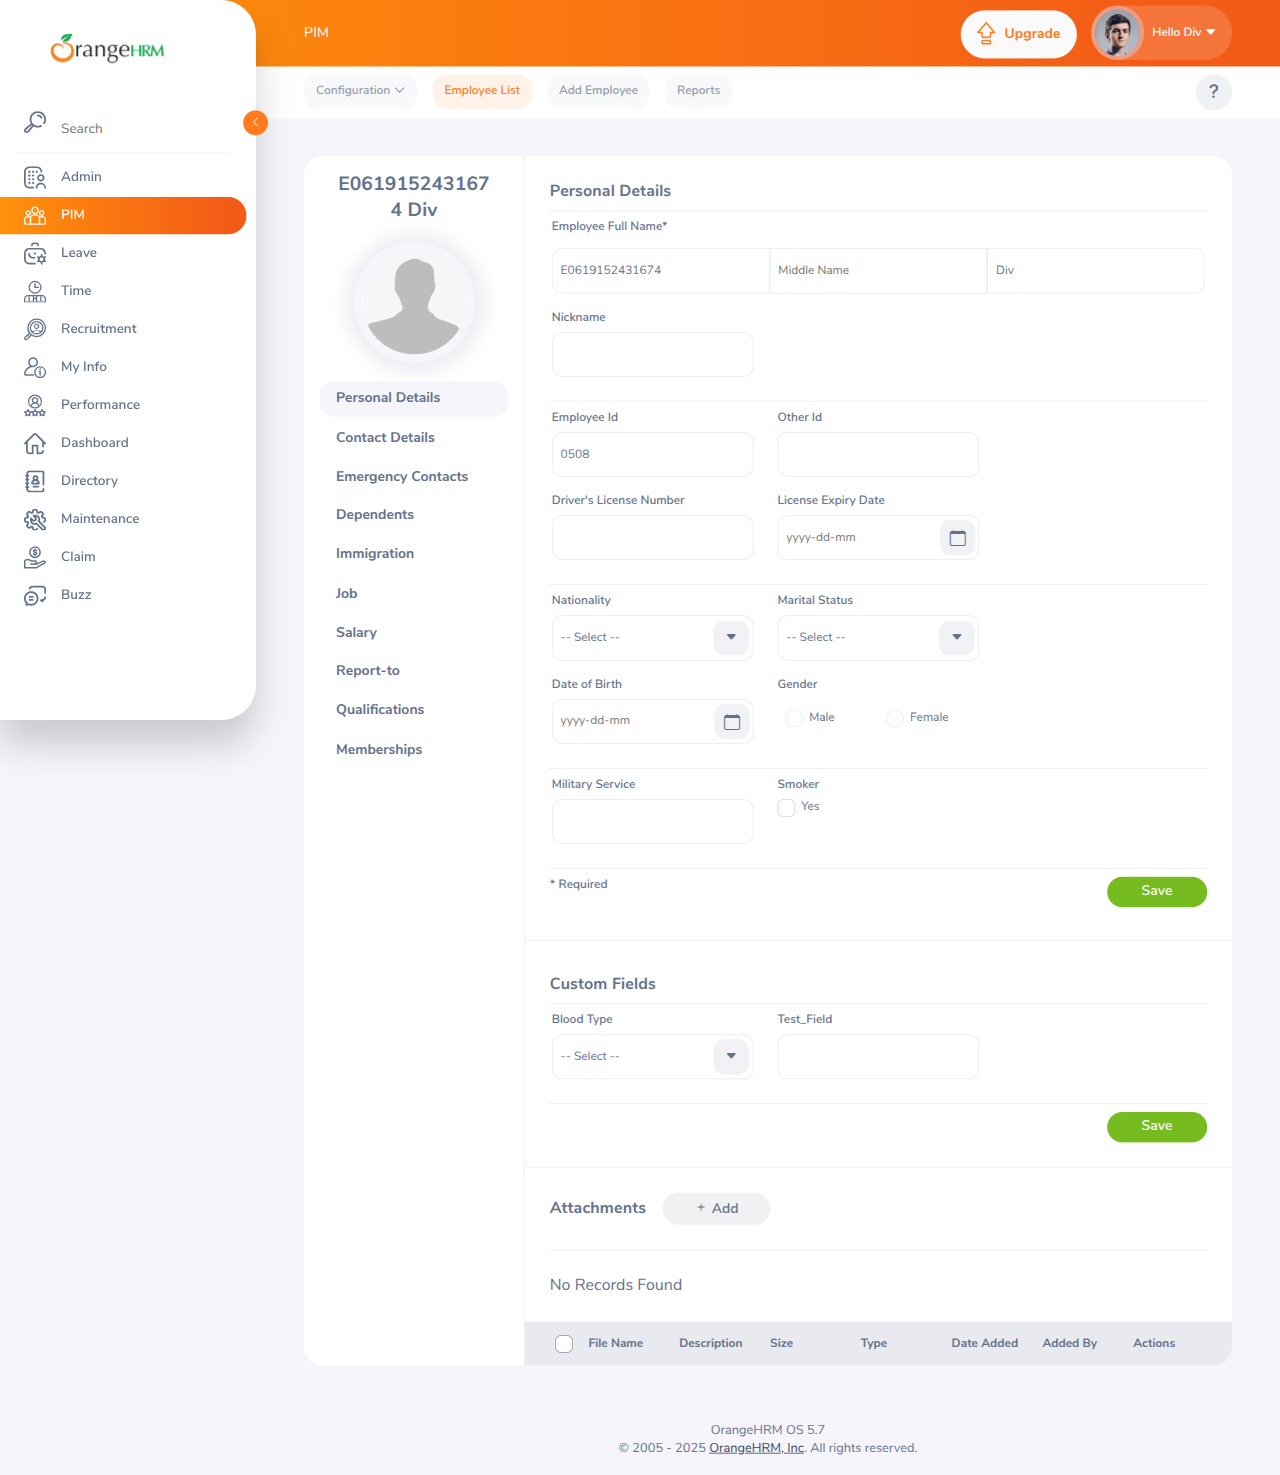 OrangeHRM
Search
Admin
PIM
Leave
Time
Recruitment
My Info
Performance
Dashboard
Directory
Maintenance
Claim
Buzz
PIM
Upgrade
Hello Div
Configuration
Employee List
Add Employee
Reports
?
E061915243167
4 Div
Personal Details
Contact Details
Emergency Contacts
Dependents
Immigration
Job
Salary
Report-to
Qualifications
Memberships
Personal Details
Employee Full Name*
E0619152431674 Middle Name Div
Nickname
Employee Id Other Id
0508
Driver's License Number License Expiry Date
yyyy-dd-mm
Nationality Marital Status
-- Select -- -- Select --
Date of Birth Gender
yyyy-dd-mm Male Female
Military Service Smoker
Yes
* Required
Save
Custom Fields
Blood Type Test_Field
-- Select --
Save
Attachments + Add
No Records Found
File Name Description Size Type Date Added Added By Actions
OrangeHRM OS 5.7
© 2005 - 2025 OrangeHRM, Inc. All rights reserved.